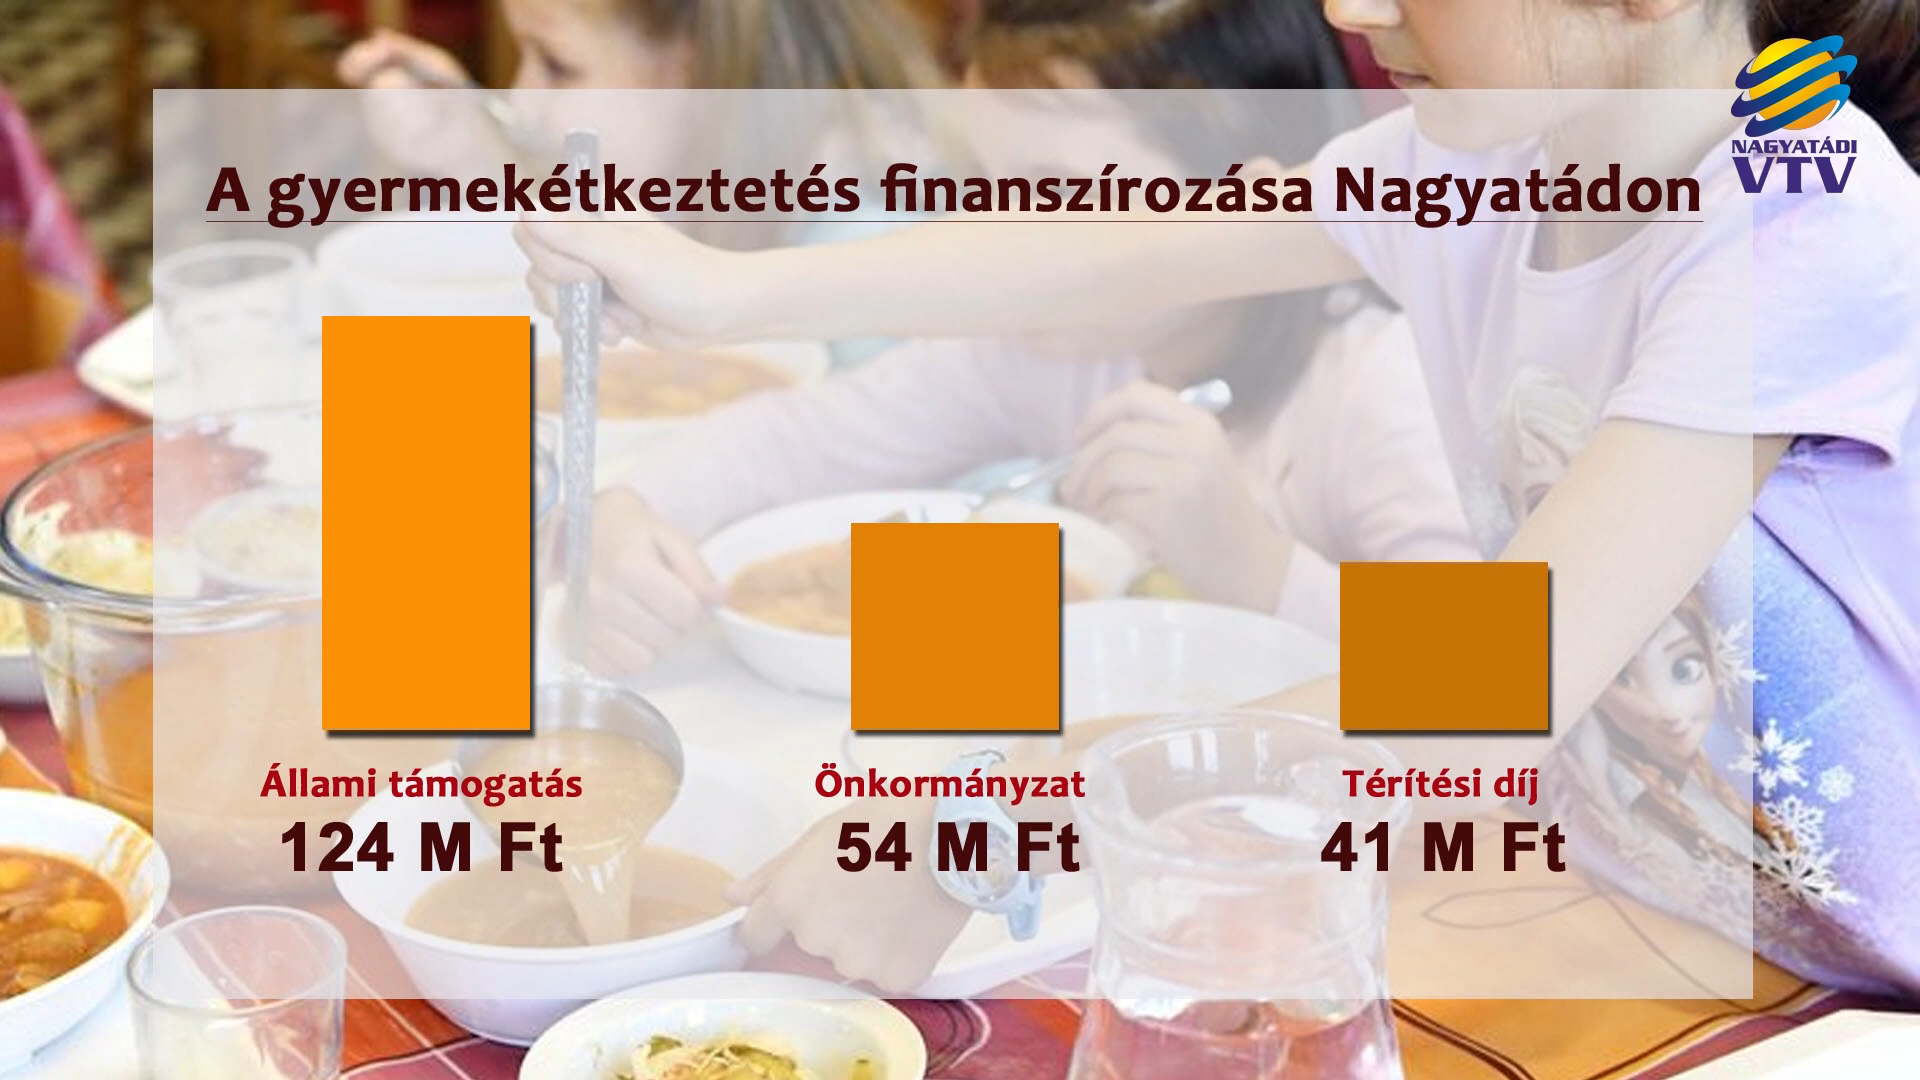 NAGYATÁDI
VTV
A gyermekétkeztetés finanszírozása Nagyatádon
Állami támogatás
124 M Ft
Önkormányzat
54 M Ft
Térítési díj
41 M Ft